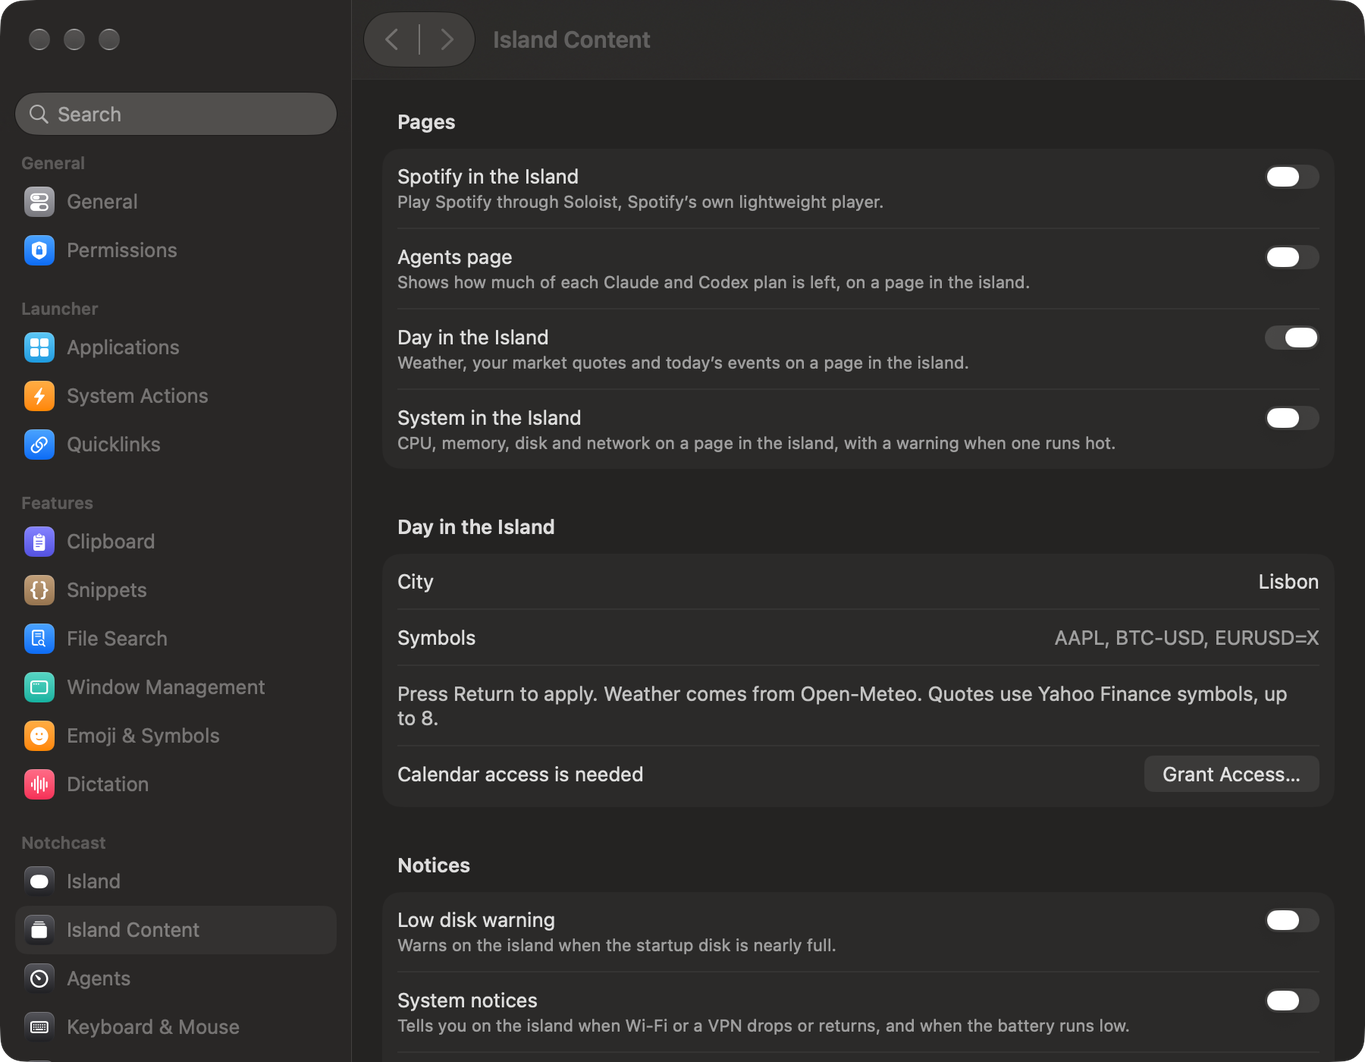 Island Content
Search
General
General
Permissions
Launcher
Applications
System Actions
Quicklinks
Features
Clipboard
Snippets
File Search
Window Management
Emoji & Symbols
Dictation
Notchcast
Island
Island Content
Agents
Keyboard & Mouse
Pages
Spotify in the Island
Play Spotify through Soloist, Spotify’s own lightweight player.
Agents page
Shows how much of each Claude and Codex plan is left, on a page in the island.
Day in the Island
Weather, your market quotes and today’s events on a page in the island.
System in the Island
CPU, memory, disk and network on a page in the island, with a warning when one runs hot.
Day in the Island
City Lisbon
Symbols AAPL, BTC-USD, EURUSD=X
Press Return to apply. Weather comes from Open-Meteo. Quotes use Yahoo Finance symbols, up
to 8.
Calendar access is needed Grant Access...
Notices
Low disk warning
Warns on the island when the startup disk is nearly full.
System notices
Tells you on the island when Wi-Fi or a VPN drops or returns, and when the battery runs low.